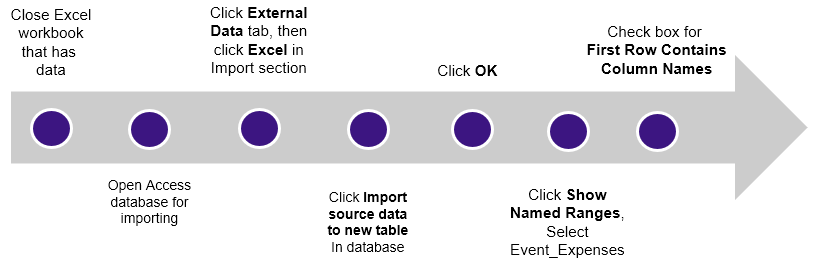 Close Excel
workbook
that has
data
Open Access
database for
importing
Click External
Data tab, then
click Excel in
Import section
Click Import
source data
to new table
In database
Click OK
Click Show
Named Ranges,
Select
Event_Expenses
Check box for
First Row Contains
Column Names